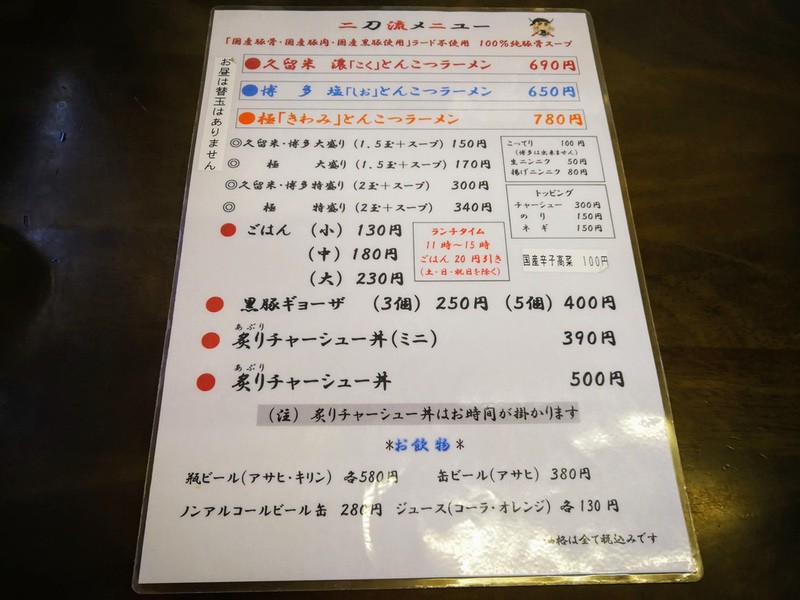 二刀流メニュー
「国産豚骨・国産豚肉・国産黒豚使用」ラード不使用 100%純豚骨スープ
お昼は替玉はありません
●久留米 濃「こく」とんこつラーメン 690円
●博 多 塩「しお」とんこつラーメン 650円
●極「きわみ」とんこつラーメン 780円
◎久留米・博多大盛り (1.5玉+スープ) 150円
◎ 極 大盛り (1.5玉+スープ) 170円
◎久留米・博多特盛り (2玉+スープ) 300円
◎ 極 特盛り (2玉+スープ) 340円
こってり 100円
(博多は出来ません)
生ニンニク 50円
揚げニンニク 80円
トッピング
チャーシュー 300円
のり 150円
ネギ 150円
● ごはん (小) 130円
(中) 180円
(大) 230円
ランチタイム
11時~15時
ごはん20円引き
(土・日・祝日を除く)
国産辛子高菜 100円
● 黒豚ギョーザ (3個) 250円 (5個) 400円
あぶり
● 炙りチャーシュー丼(ミニ) 390円
あぶり
● 炙りチャーシュー丼 500円
(注) 炙りチャーシュー丼はお時間が掛かります
*お飲物*
瓶ビール(アサヒ・キリン) 各580円 缶ビール(アサヒ) 380円
ノンアルコールビール缶 280円 ジュース(コーラ・オレンジ) 各130円
価格は全て税込みです